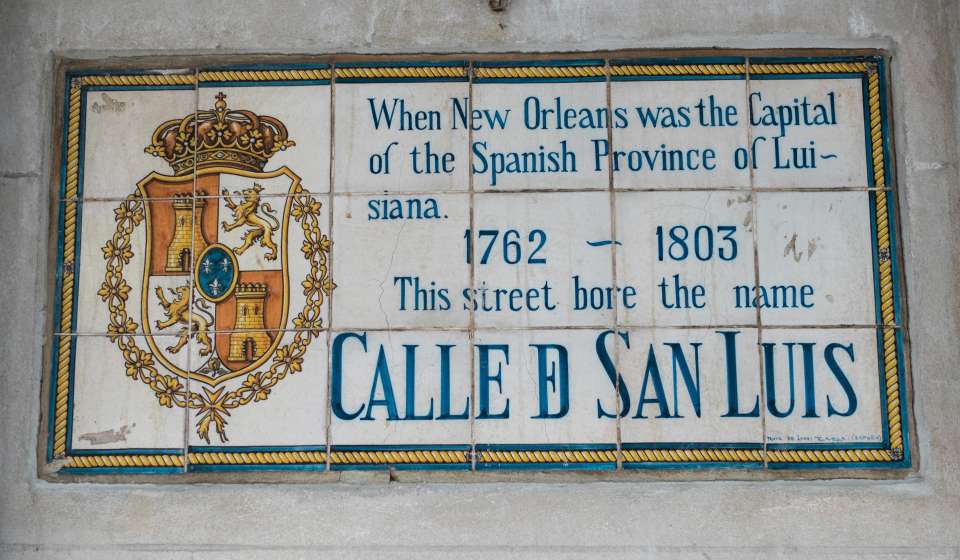 When New Orleans was the Capital
of the Spanish Province of Lui~
siana.
1762 ~ 1803
This street bore the name
CALLE DE SAN LUIS